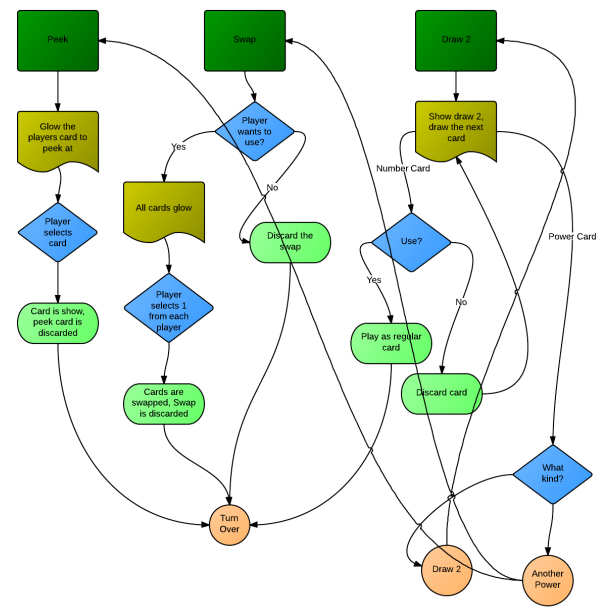 Peek
Swap
Draw 2
Glow the
players card to
peek at
Player
wants to
use?
Show draw 2,
draw the next
card
Yes
Number Card
No
All cards glow
Player
selects
card
Discard the
swap
Use?
Power Card
Yes
No
Card is show,
peek card is
discarded
Player
selects 1
from each
player
Play as regular
card
Discard card
Cards are
swapped, Swap
is discarded
What
kind?
Turn
Over
Draw 2
Another
Power